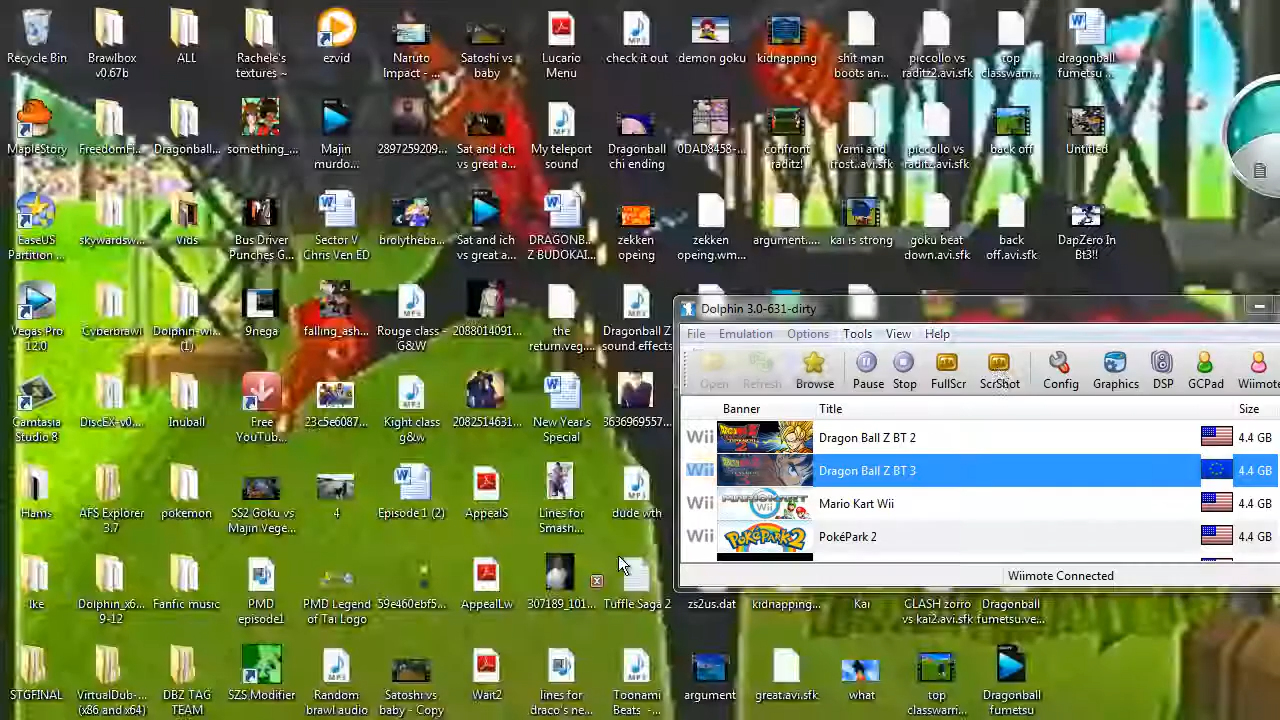 Recycle Bin
Brawlbox
v0.67b
ALL
Rachele's
textures ~
ezvid
Naruto
Impact - ...
Satoshi vs
baby
Lucario
Menu
check it out
demon goku
kidnapping
shit man
boots an...
piccollo vs
raditz2.avi.sfk
top
classwarri...
dragonball
fumetsu ...
MapleStory
FreedomFi...
Dragonball...
something_...
Majin
murdo...
2897259209...
Sat and ich
vs great a...
My teleport
sound
Dragonball
chi ending
0DAD8458-...
confront
raditz!
Yami and
frost..avi.sfk
piccollo vs
raditz.avi.sfk
back off
Untitled
EaseUS
Partition ...
skywardsw...
Vids
Bus Driver
Punches G...
Sector V
Chris Ven ED
brolytheba...
Sat and ich
vs great a...
DRAGONB...
Z BUDOKAI...
zekken
opeing
zekken
opeing.wm...
argument....
kai is strong
goku beat
down.avi.sfk
back
off.avi.sfk
DapZero In
Bt3!!
Vegas Pro
12.0
Cyberbrawl
Dolphin-wi...
(1)
9nega
falling_ash...
Rouge class -
G&W
2088014091...
the
return.veg....
Dragonball Z
sound effects
Dolphin 3.0-631-dirty
File Emulation Options Tools View Help
Open Refresh Browse Pause Stop FullScr ScrShot Config Graphics DSP GCPad Wiimote
Banner Title Size
Wii Dragon Ball Z BT 2 4.4 GB
Wii Dragon Ball Z BT 3 4.4 GB
Wii MARIOKART Wii Mario Kart Wii 4.4 GB
Wii POKéPARK2 PokéPark 2 4.4 GB
Wiimote Connected
Camtasia
Studio 8
DiscEX-v0....
Inuball
Free
YouTub...
23c5e6087...
Kight class
g&w
2082514631...
New Year's
Special
3636969557...
Hams
AFS Explorer
3.7
pokemon
SS2 Goku vs
Majin Vege...
4
Episode 1 (2)
AppealS
Lines for
Smash...
dude wth
Ike
Dolphin_x6...
9-12
Fanfic music
PMD
episode1
PMD Legend
of Tai Logo
59e460ebf5...
AppealLw
307189_101...
Tuffle Saga 2
zs2us.dat
kidnapping...
Kai
CLASH zorro
vs kai2.avi.sfk
Dragonball
fumetsu.ve...
STGFINAL
VirtualDub-...
(x86 and x64)
DBZ TAG
TEAM
SZS Modifier
Random
brawl audio
Satoshi vs
baby - Copy
Wait2
lines for
draco's ne...
Toonami
Beats -...
argument
great.avi.sfk
what
top
classwarri...
Dragonball
fumetsu